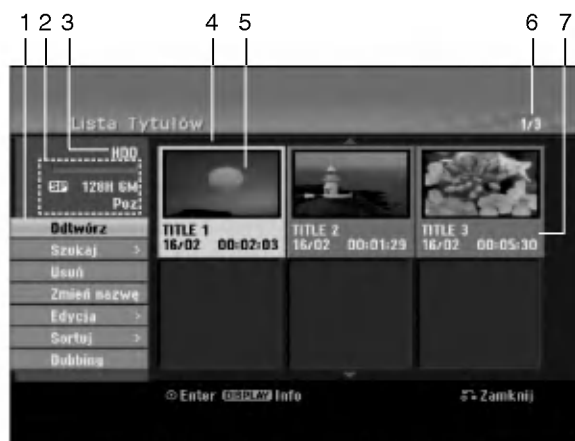 1 2 3 4 5 6 7
Lista Tytułów 1/3
HDD
SP 128H 6M
Poz.
Odtwórz
Szukaj >
Usuń
Zmień nazwę
Edycja >
Sortuj >
Dubbing
TITLE 1
16/02 00:02:03
TITLE 2
16/02 00:01:29
TITLE 3
16/02 00:05:30
Enter DISPLAY Info Zamknij